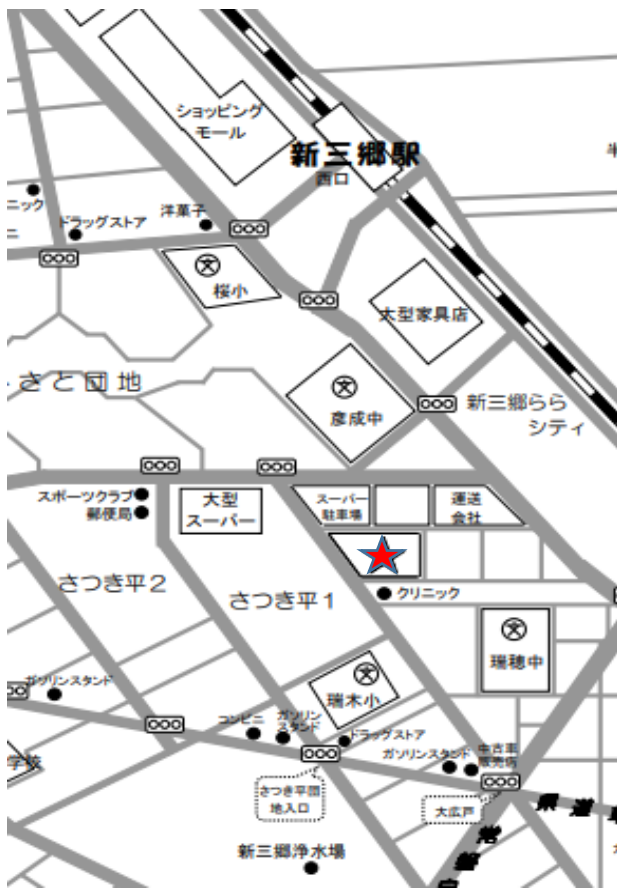 ショッピング
モール
新三郷駅
西口
ニック
ドラッグストア
洋菓子
桜小
大型家具店
さと団地
彦成中
新三郷らら
シティ
スポーツクラブ
郵便局
大型
スーパー
スーパー
駐車場
運送
会社
さつき平2
さつき平1
クリニック
瑞穂中
ガソリンスタンド
瑞木小
コンビニ
ガソリン
スタンド
ドラッグストア
ガソリンスタンド
中古車
販売店
学校
さつき平団
地入口
大広戸
県道
常磐
新三郷浄水場